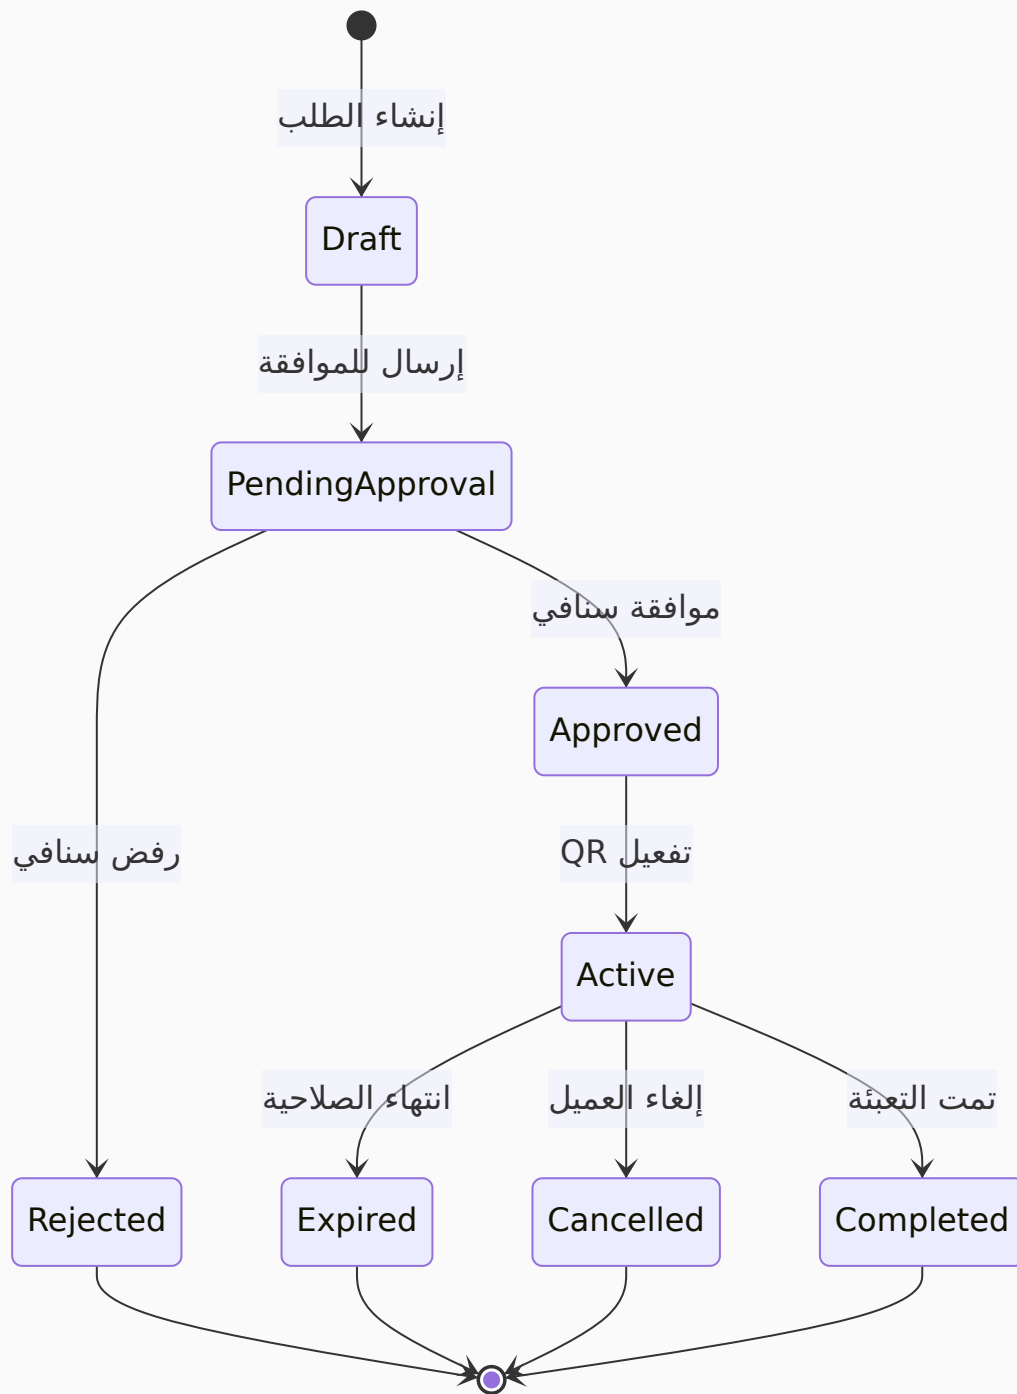 إنشاء الطلب
Draft
إرسال للموافقة
PendingApproval
موافقة سنافي
Approved
رفض سنافي
تفعيل QR
Active
انتهاء الصلاحية
إلغاء العميل
تمت التعبئة
Rejected
Expired
Cancelled
Completed